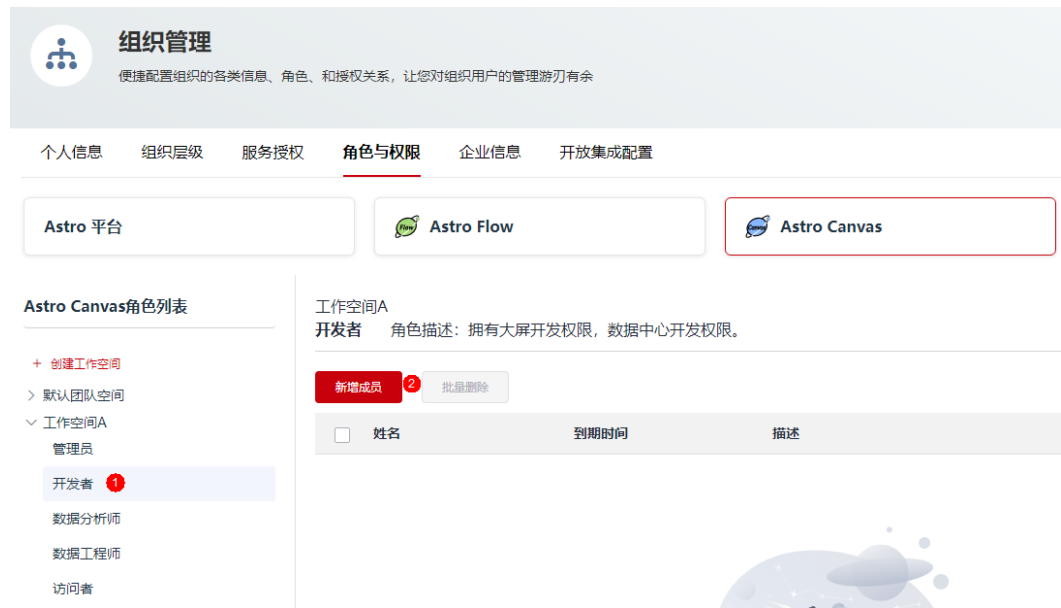 组织管理
便捷配置组织的各类信息、角色、和授权关系，让您对组织用户的管理游刃有余
个人信息 组织层级 服务授权 角色与权限 企业信息 开放集成配置
Astro 平台 Flow Astro Flow Canvas Astro Canvas
Astro Canvas角色列表
+ 创建工作空间
默认团队空间
工作空间A
管理员
开发者 1
数据分析师
数据工程师
访问者
工作空间A
开发者 角色描述：拥有大屏开发权限，数据中心开发权限。
新增成员 2 批量删除
姓名 到期时间 描述